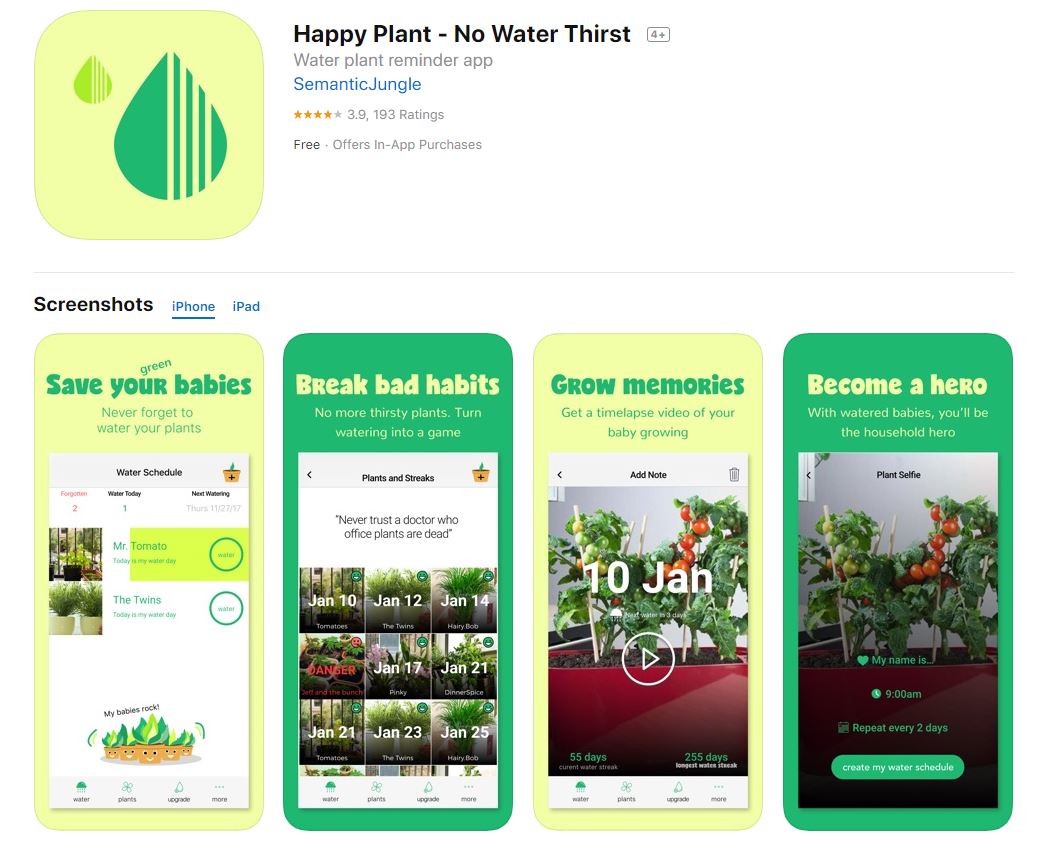 Happy Plant - No Water Thirst 4+
Water plant reminder app
SemanticJungle
3.9, 193 Ratings
Free · Offers In-App Purchases
Screenshots iPhone iPad
green
Save your babies
Never forget to
water your plants
Water Schedule
Forgotten Water Today Next Watering
2 1 Thurs 11/27/17
Mr. Tomato
Today is my water day
water
The Twins
Today is my water day
water
My babies rock!
water plants upgrade more
Break bad habits
No more thirsty plants. Turn
watering into a game
Plants and Streaks
"Never trust a doctor who
office plants are dead"
Jan 10 Jan 12 Jan 14
Tomatoes The Twins Hairy.Bob
DANGER Jan 17 Jan 21
Jeff and the bunch Pinky DinnerSpice
Jan 21 Jan 23 Jan 25
Tomatoes The Twins Hairy.Bob
water plants upgrade more
Grow memories
Get a timelapse video of your
baby growing
Add Note
10 Jan
Next water in 3 days
55 days 255 days
curent water streak longest water streak
water plants upgrade more
Become a hero
With watered babies, you'll be
the household hero
Plant Selfie
My name is...
9:00am
Repeat every 2 days
create my water schedule